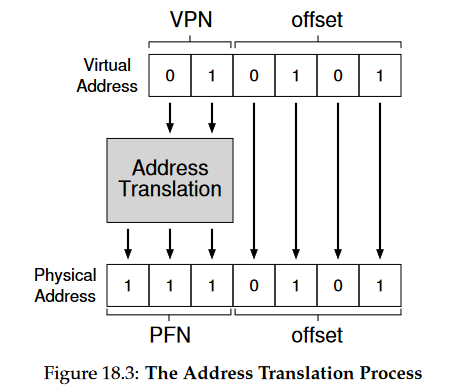 VPN offset
Virtual
Address
0 1 0 1 0 1
Address
Translation
Physical
Address
1 1 1 0 1 0 1
PFN offset
Figure 18.3: The Address Translation Process